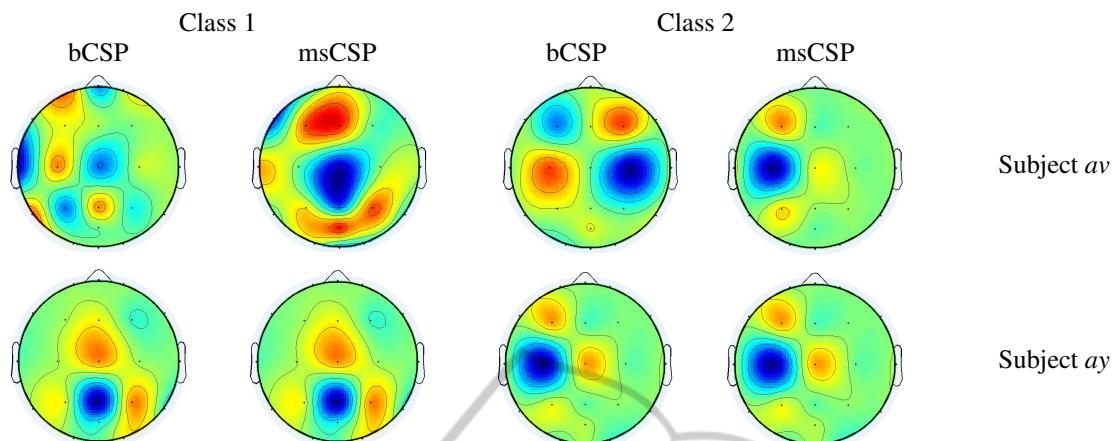 Class 1 Class 2
bCSP msCSP bCSP msCSP
Subject av
Subject ay